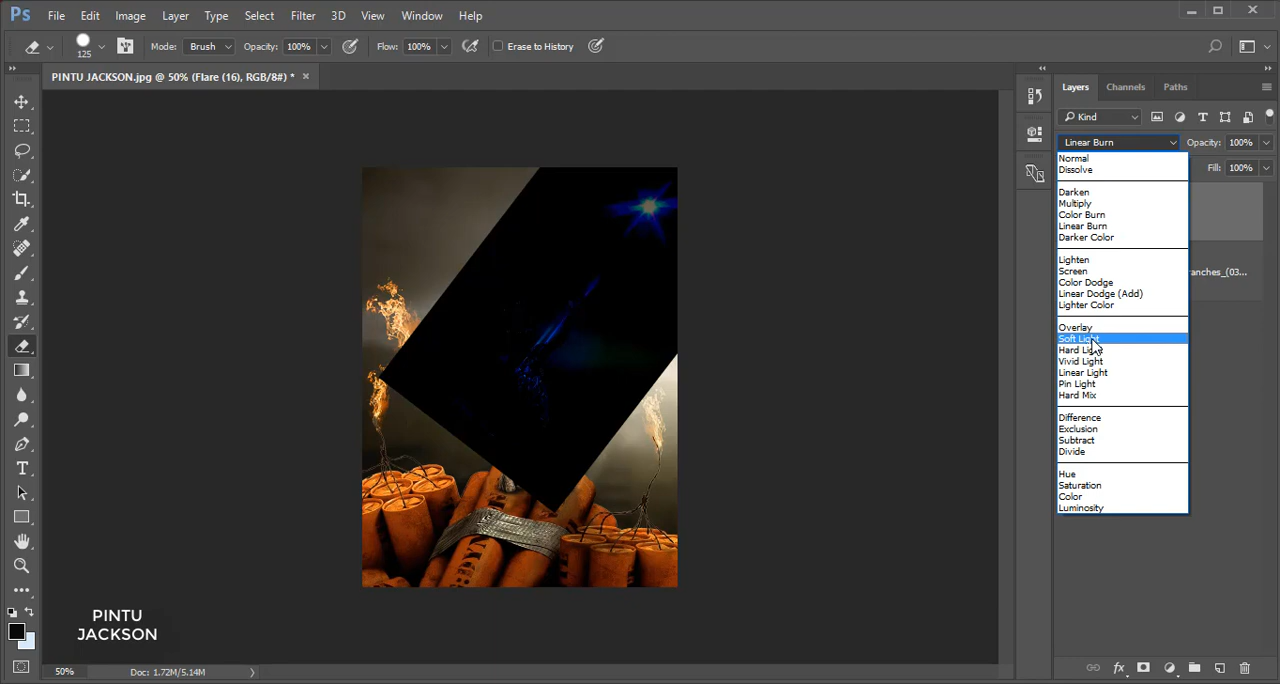 Ps File Edit Image Layer Type Select Filter 3D View Window Help
125 Mode: Brush Opacity: 100% Flow: 100% Erase to History
PINTU JACKSON.jpg @ 50% (Flare (16), RGB/8#) * ×
Layers Channels Paths
Kind
Linear Burn Opacity: 100%
Fill: 100%
Normal
Dissolve
Darken
Multiply
Color Burn
Linear Burn
Darker Color
Lighten
Screen
Color Dodge
Linear Dodge (Add)
Lighter Color
Overlay
Soft Light
Hard Light
Vivid Light
Linear Light
Pin Light
Hard Mix
Difference
Exclusion
Subtract
Divide
Hue
Saturation
Color
Luminosity
anches_(03...
PINTU
JACKSON
50% Doc: 1.72M/5.14M